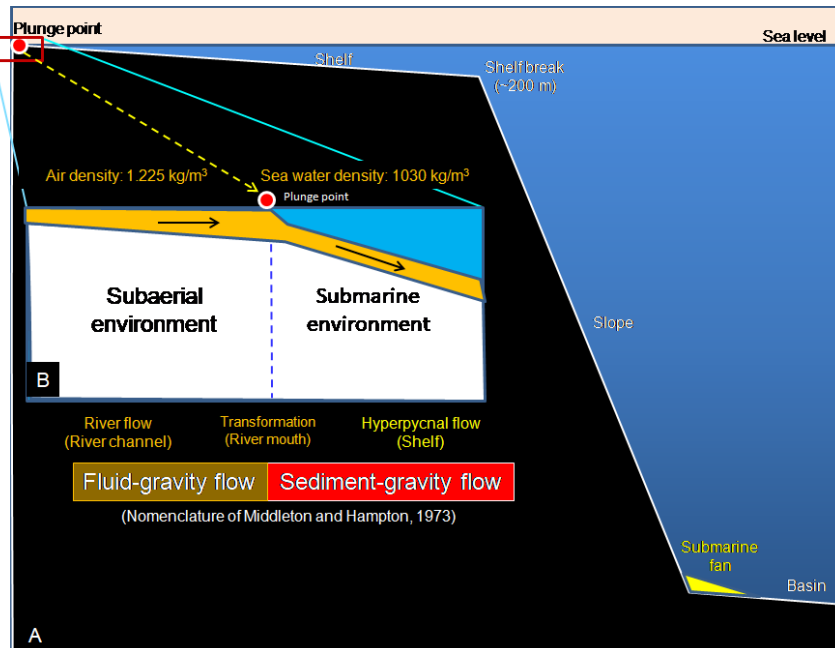 Plunge point
Sea level
Shelf
Shelf break
(~200 m)
Air density: 1.225 kg/m³
Sea water density: 1030 kg/m³
Plunge point
Subaerial
environment
Submarine
environment
Slope
B
River flow
(River channel)
Transformation
(River mouth)
Hyperpycnal flow
(Shelf)
Fluid-gravity flow
Sediment-gravity flow
(Nomenclature of Middleton and Hampton, 1973)
Submarine
fan
Basin
A